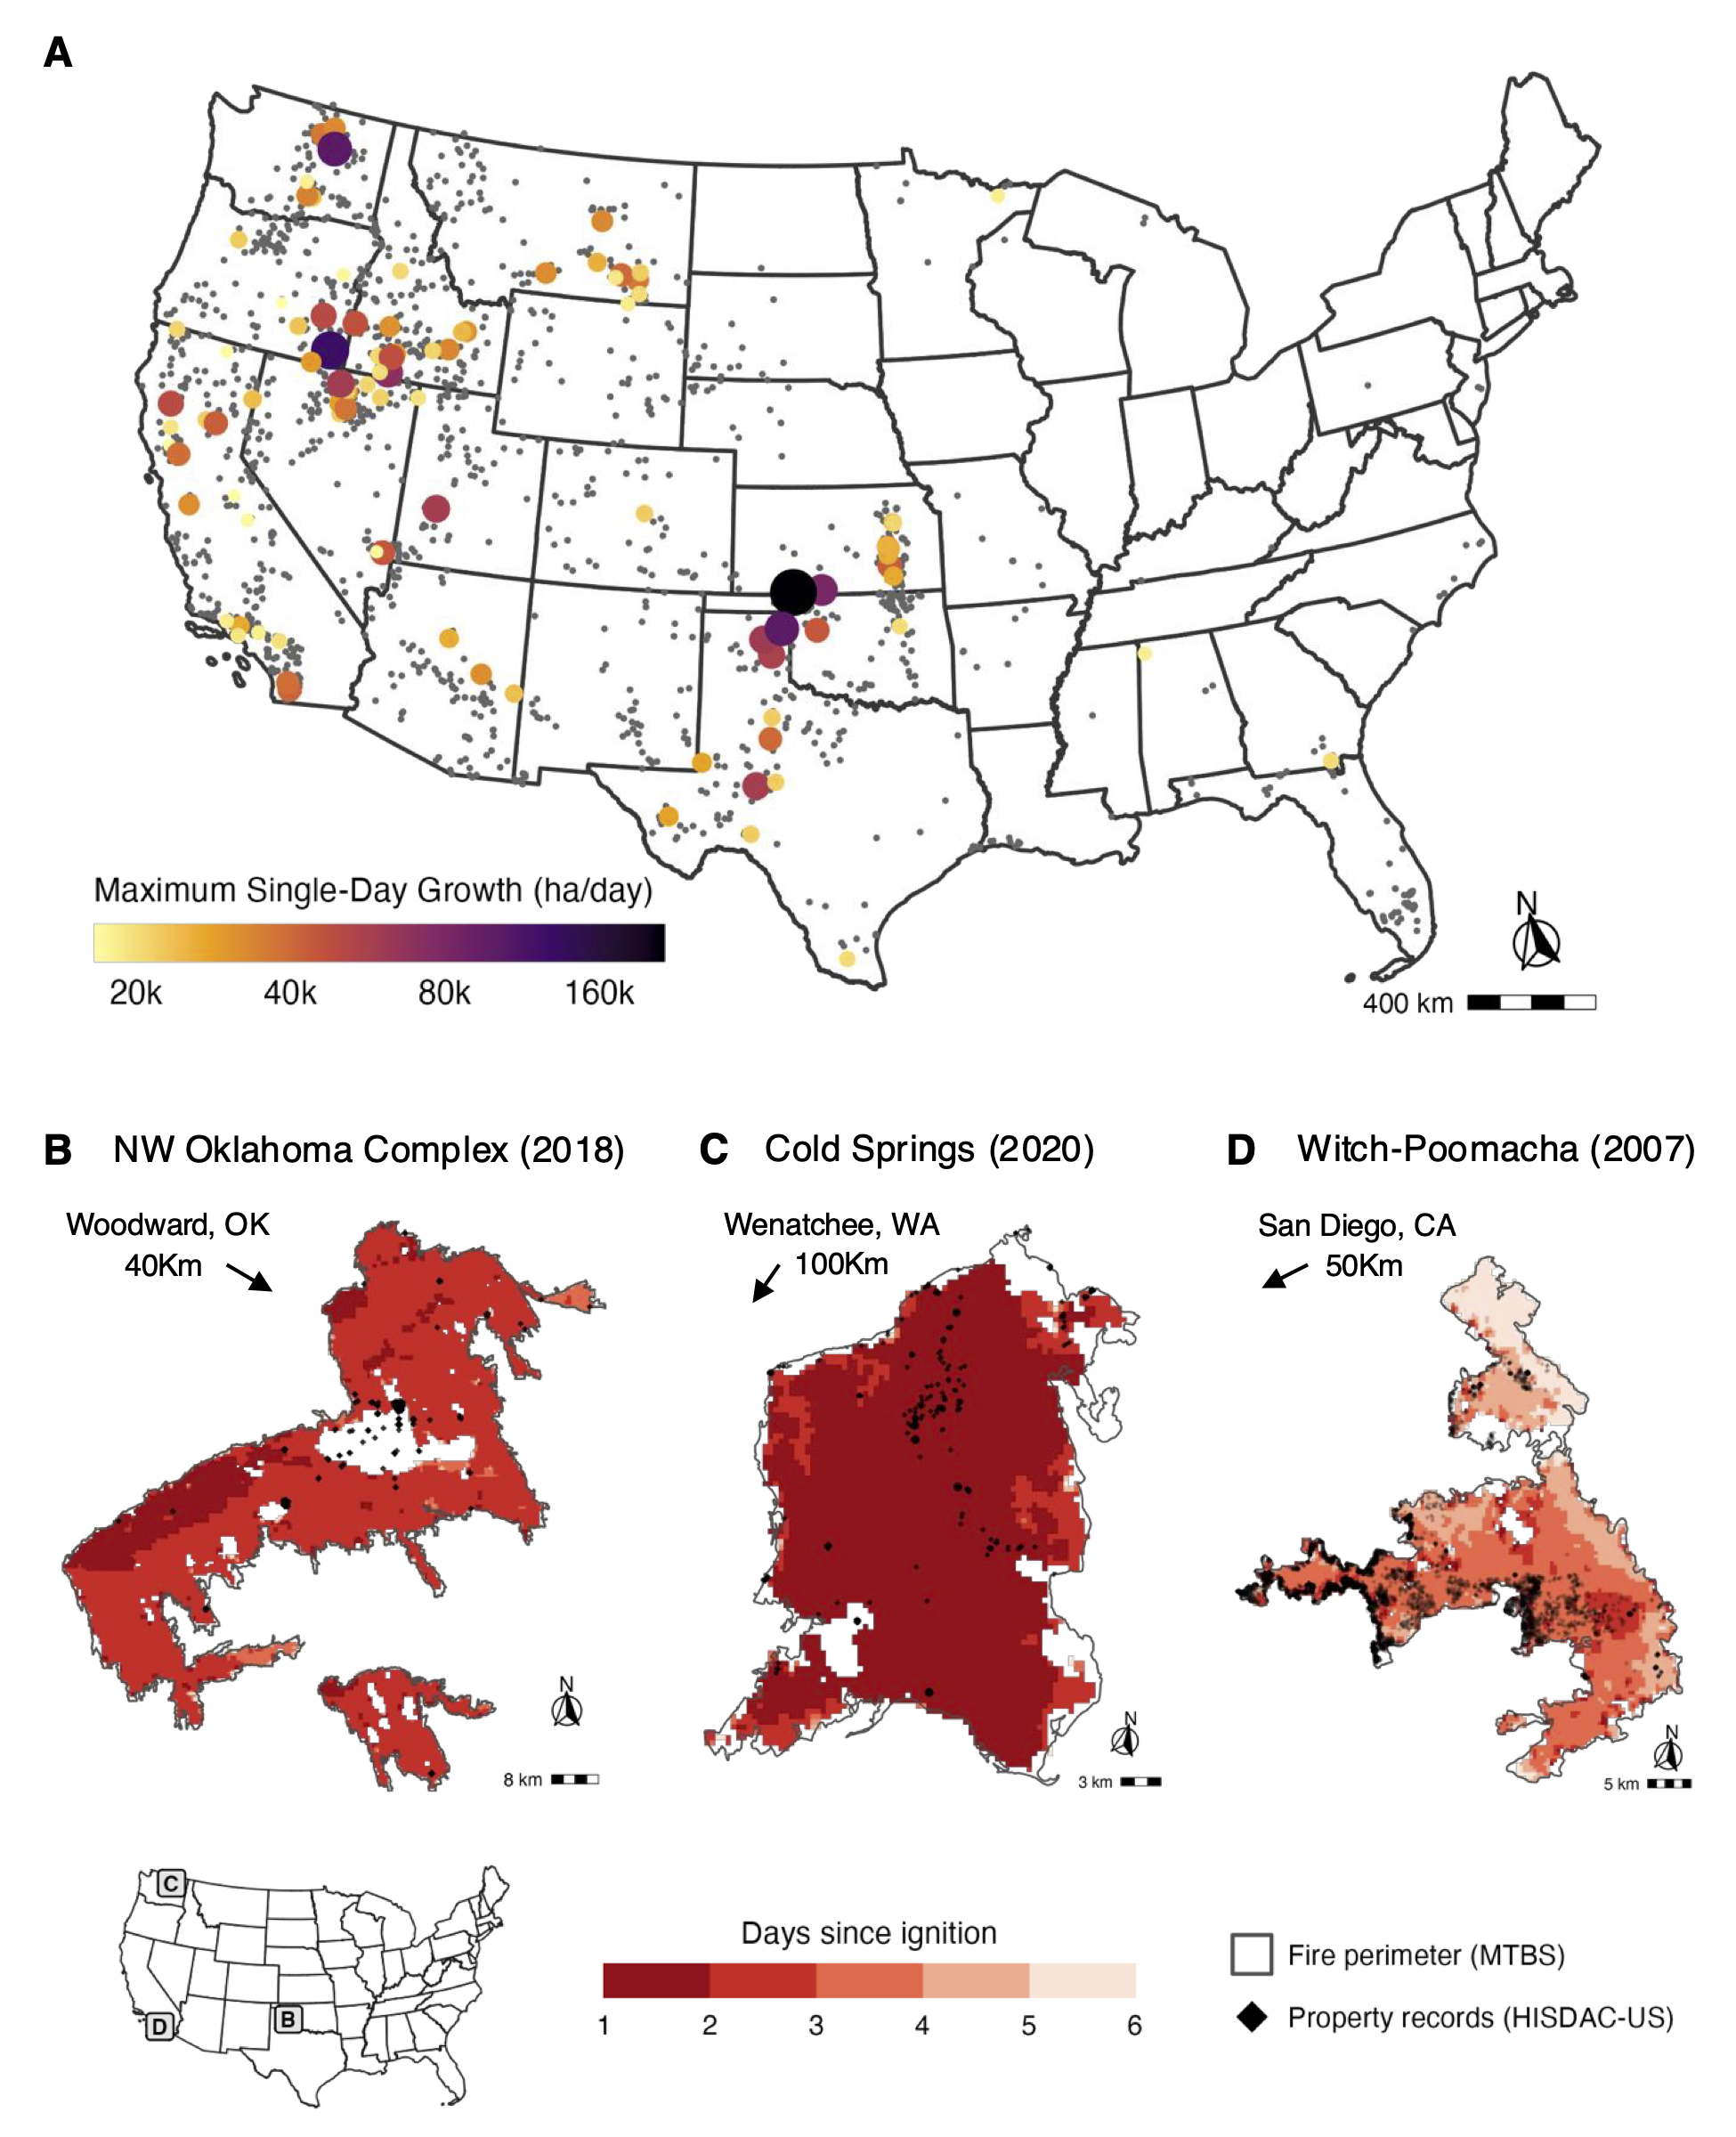 A
N
Maximum Single-Day Growth (ha/day)
20k 40k 80k 160k
400 km
B NW Oklahoma Complex (2018)
C Cold Springs (2020)
D Witch-Poomacha (2007)
Woodward, OK
40Km
Wenatchee, WA
100Km
San Diego, CA
50Km
N
8 km
N
3 km
N
5 km
C
D
B
Days since ignition
1 2 3 4 5 6
Fire perimeter (MTBS)
Property records (HISDAC-US)